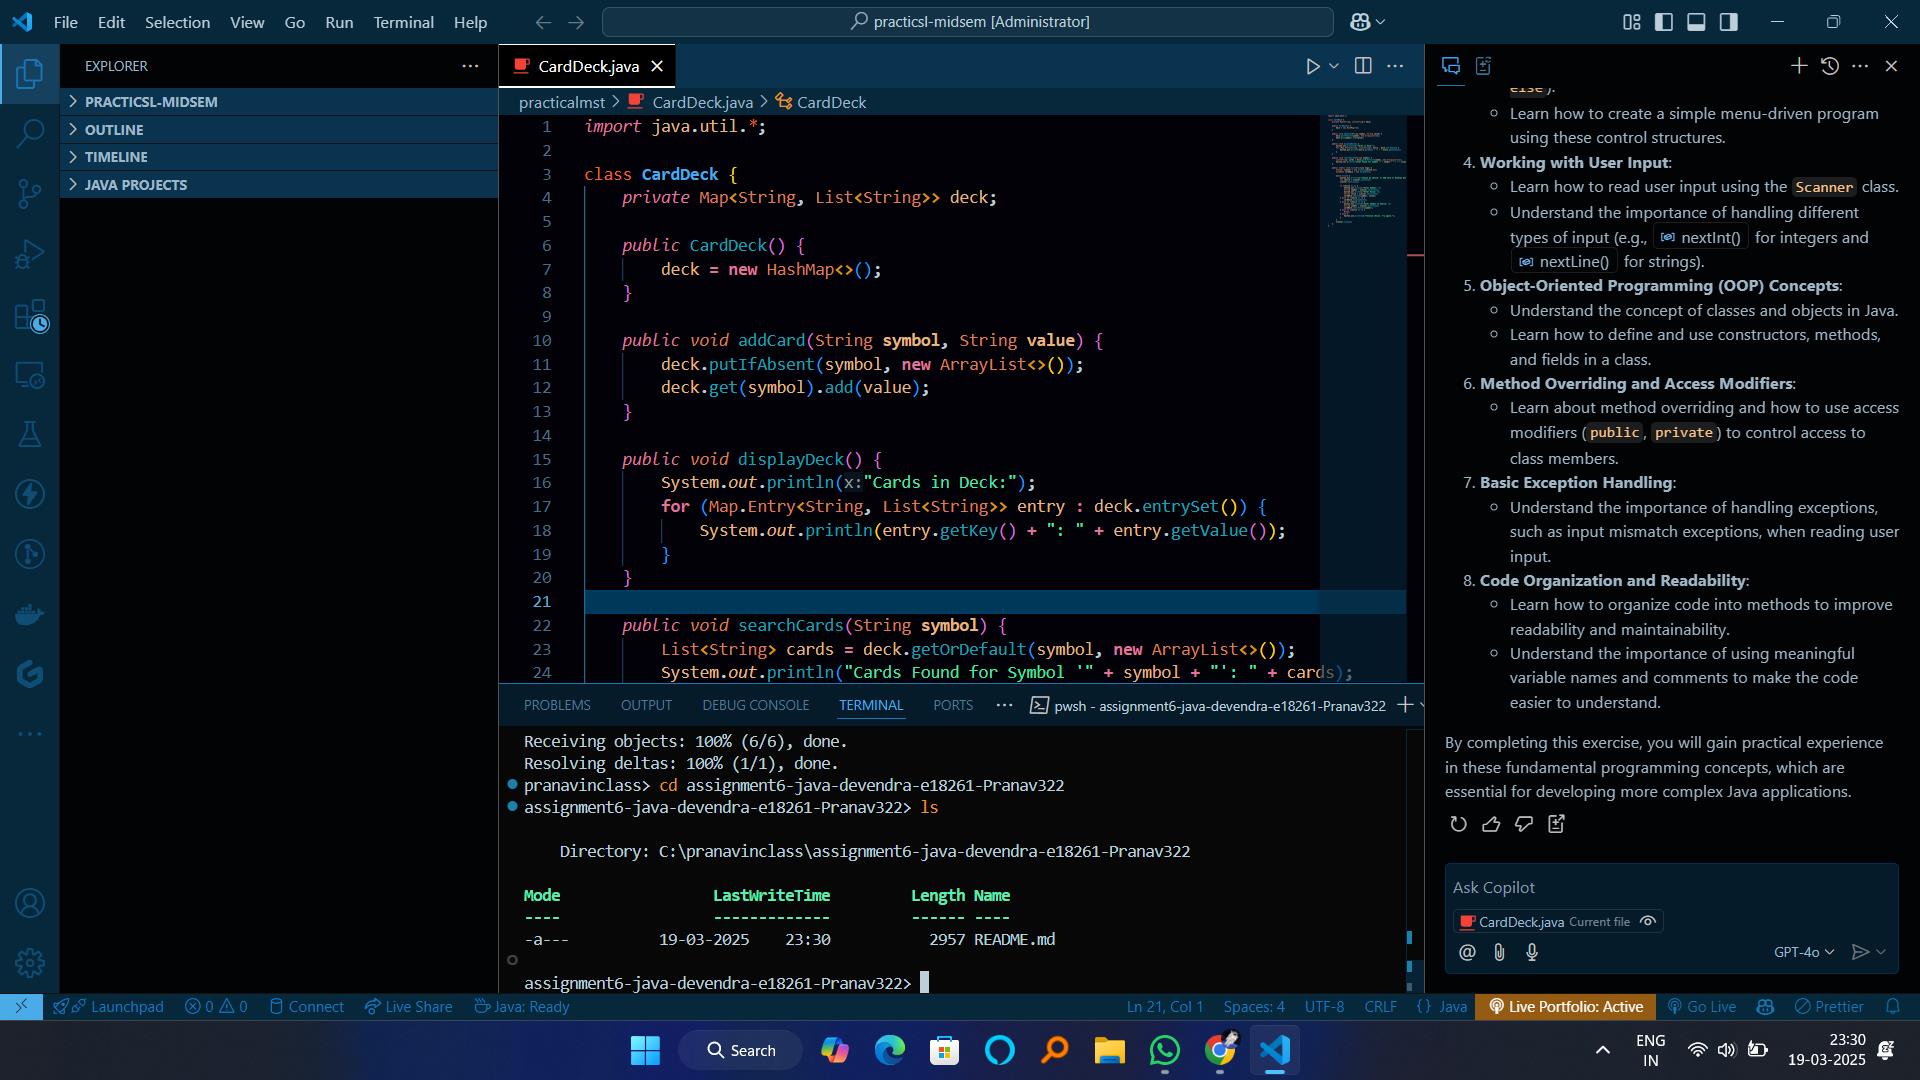 File Edit Selection View Go Run Terminal Help
practicsl-midsem [Administrator]
EXPLORER
PRACTICSL-MIDSEM
OUTLINE
TIMELINE
JAVA PROJECTS
CardDeck.java
practicalmst > CardDeck.java > CardDeck
1 import java.util.*;
2
3 class CardDeck {
4 private Map<String, List<String>> deck;
5
6 public CardDeck() {
7 deck = new HashMap<>();
8 }
9
10 public void addCard(String symbol, String value) {
11 deck.putIfAbsent(symbol, new ArrayList<>());
12 deck.get(symbol).add(value);
13 }
14
15 public void displayDeck() {
16 System.out.println(x:"Cards in Deck:");
17 for (Map.Entry<String, List<String>> entry : deck.entrySet()) {
18 System.out.println(entry.getKey() + ": " + entry.getValue());
19 }
20 }
21
22 public void searchCards(String symbol) {
23 List<String> cards = deck.getOrDefault(symbol, new ArrayList<>());
24 System.out.println("Cards Found for Symbol '" + symbol + "': " + cards);
PROBLEMS OUTPUT DEBUG CONSOLE TERMINAL PORTS
pwsh - assignment6-java-devendra-e18261-Pranav322
Receiving objects: 100% (6/6), done.
Resolving deltas: 100% (1/1), done.
pranavinclass> cd assignment6-java-devendra-e18261-Pranav322
assignment6-java-devendra-e18261-Pranav322> ls
Directory: C:\pranavinclass\assignment6-java-devendra-e18261-Pranav322
Mode LastWriteTime Length Name
---- ------------- ------ ----
-a--- 19-03-2025 23:30 2957 README.md
assignment6-java-devendra-e18261-Pranav322>
else).
Learn how to create a simple menu-driven program
using these control structures.
4. Working with User Input:
Learn how to read user input using the Scanner class.
Understand the importance of handling different
types of input (e.g., nextInt() for integers and
nextLine() for strings).
5. Object-Oriented Programming (OOP) Concepts:
Understand the concept of classes and objects in Java.
Learn how to define and use constructors, methods,
and fields in a class.
6. Method Overriding and Access Modifiers:
Learn about method overriding and how to use access
modifiers (public, private) to control access to
class members.
7. Basic Exception Handling:
Understand the importance of handling exceptions,
such as input mismatch exceptions, when reading user
input.
8. Code Organization and Readability:
Learn how to organize code into methods to improve
readability and maintainability.
Understand the importance of using meaningful
variable names and comments to make the code
easier to understand.
By completing this exercise, you will gain practical experience
in these fundamental programming concepts, which are
essential for developing more complex Java applications.
Ask Copilot
CardDeck.java Current file
GPT-4o
Launchpad 0 0 Connect Live Share Java: Ready
Ln 21, Col 1 Spaces: 4 UTF-8 CRLF {} Java Live Portfolio: Active Go Live Prettier
Search
ENG
IN
23:30
19-03-2025